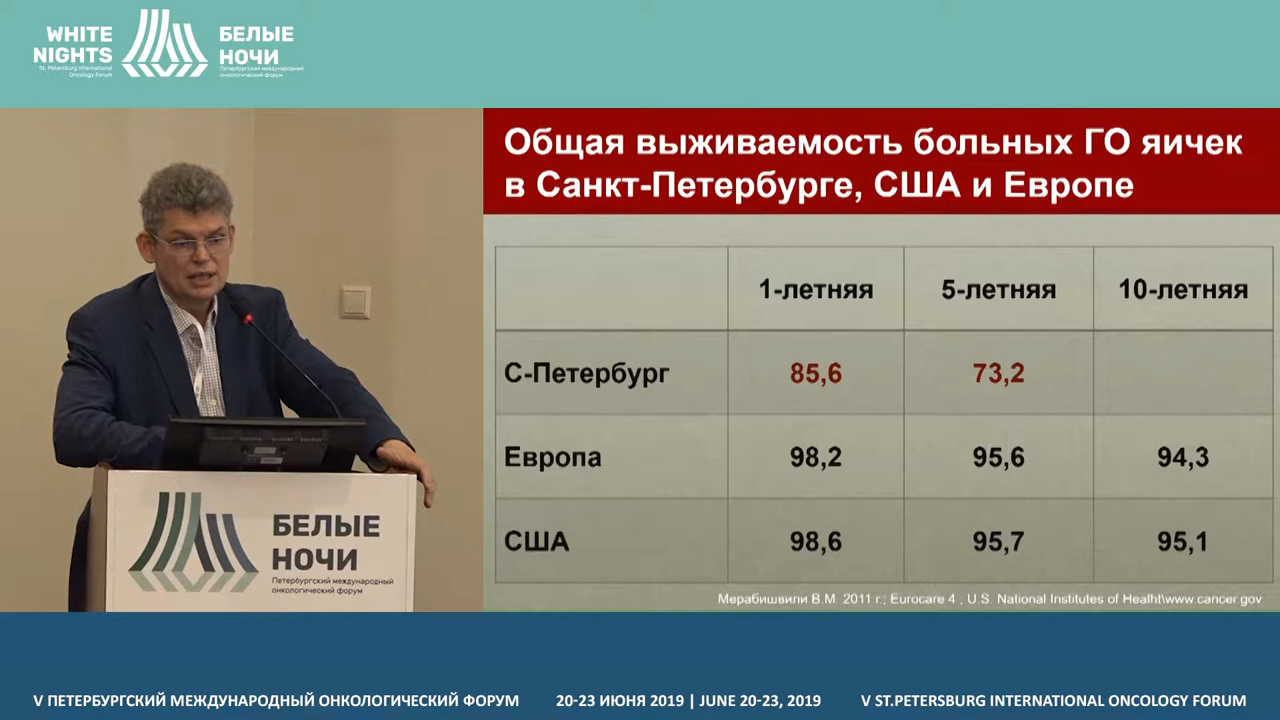 WHITE
NIGHTS
St. Petersburg International
Oncology Forum
БЕЛЫЕ
НОЧИ
Петербургский международный
онкологический форум
Общая выживаемость больных ГО яичек
в Санкт-Петербурге, США и Европе
1-летняя 5-летняя 10-летняя
С-Петербург 85,6 73,2
Европа 98,2 95,6 94,3
США 98,6 95,7 95,1
Мерабишвили В.М. 2011 г.; Eurocare 4 , U.S. National Institutes of Healht\www.cancer.gov
БЕЛЫЕ
НОЧИ
Петербургский международный
онкологический форум
V ПЕТЕРБУРГСКИЙ МЕЖДУНАРОДНЫЙ ОНКОЛОГИЧЕСКИЙ ФОРУМ 20-23 ИЮНЯ 2019 | JUNE 20-23, 2019 V ST.PETERSBURG INTERNATIONAL ONCOLOGY FORUM